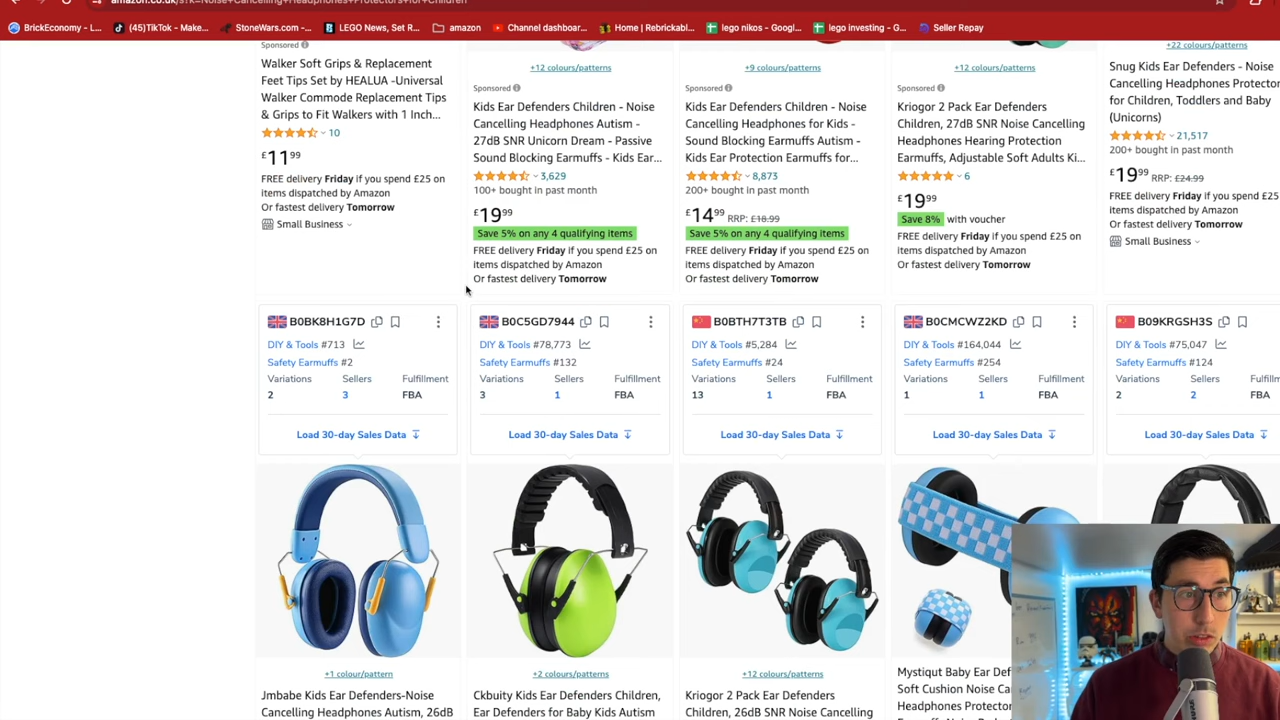 amazon.co.uk/s?k=Noise+Cancelling+Headphones+Protectors+for+Children
BrickEconomy - L...
(45)TikTok - Make...
StoneWars.com -...
LEGO News, Set R...
amazon
Channel dashboar...
Home | Rebrickabl...
lego nikos - Googl...
lego investing - G...
Seller Repay
Sponsored
Walker Soft Grips & Replacement
Feet Tips Set by HEALUA -Universal
Walker Commode Replacement Tips
& Grips to Fit Walkers with 1 Inch...
10
£11.99
FREE delivery Friday if you spend £25 on
items dispatched by Amazon
Or fastest delivery Tomorrow
Small Business
+12 colours/patterns
Sponsored
Kids Ear Defenders Children - Noise
Cancelling Headphones Autism -
27dB SNR Unicorn Dream - Passive
Sound Blocking Earmuffs - Kids Ear...
3,629
100+ bought in past month
£19.99
Save 5% on any 4 qualifying items
FREE delivery Friday if you spend £25 on
items dispatched by Amazon
Or fastest delivery Tomorrow
+9 colours/patterns
Sponsored
Kids Ear Defenders Children - Noise
Cancelling Headphones for Kids -
Sound Blocking Earmuffs Autism -
Kids Ear Protection Earmuffs for...
8,873
200+ bought in past month
£14.99 RRP: £18.99
Save 5% on any 4 qualifying items
FREE delivery Friday if you spend £25 on
items dispatched by Amazon
Or fastest delivery Tomorrow
+12 colours/patterns
Sponsored
Kriogor 2 Pack Ear Defenders
Children, 27dB SNR Noise Cancelling
Headphones Hearing Protection
Earmuffs, Adjustable Soft Adults Ki...
6
£19.99
Save 8% with voucher
FREE delivery Friday if you spend £25 on
items dispatched by Amazon
Or fastest delivery Tomorrow
+22 colours/patterns
Snug Kids Ear Defenders - Noise
Cancelling Headphones Protector
for Children, Toddlers and Baby
(Unicorns)
21,517
200+ bought in past month
£19.99 RRP: £24.99
FREE delivery Friday if you spend £25
items dispatched by Amazon
Or fastest delivery Tomorrow
Small Business
B0BK8H1G7D
DIY & Tools #713
Safety Earmuffs #2
Variations Sellers Fulfillment
2 3 FBA
Load 30-day Sales Data
B0C5GD7944
DIY & Tools #78,773
Safety Earmuffs #132
Variations Sellers Fulfillment
3 1 FBA
Load 30-day Sales Data
B0BTH7T3TB
DIY & Tools #5,284
Safety Earmuffs #24
Variations Sellers Fulfillment
13 1 FBA
Load 30-day Sales Data
B0CMCWZ2KD
DIY & Tools #164,044
Safety Earmuffs #254
Variations Sellers Fulfillment
1 1 FBA
Load 30-day Sales Data
B09KRGSH3S
DIY & Tools #75,047
Safety Earmuffs #124
Variations Sellers Fulfillment
2 2 FBA
Load 30-day Sales Data
+1 colour/pattern
Jmbabe Kids Ear Defenders-Noise
Cancelling Headphones Autism, 26dB
+2 colours/patterns
Ckbuity Kids Ear Defenders Children,
Ear Defenders for Baby Kids Autism
+12 colours/patterns
Kriogor 2 Pack Ear Defenders
Children, 26dB SNR Noise Cancelling
Mystiqut Baby Ear De
Soft Cushion Noise Ca
Headphones Protec